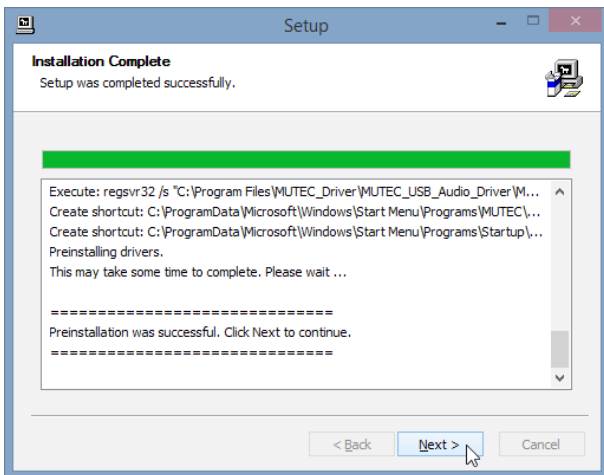 Setup
Installation Complete
Setup was completed successfully.
Execute: regsvr32 /s "C:\Program Files\MUTEC_Driver\MUTEC_USB_Audio_Driver\M...
Create shortcut: C:\ProgramData\Microsoft\Windows\Start Menu\Programs\MUTEC\...
Create shortcut: C:\ProgramData\Microsoft\Windows\Start Menu\Programs\Startup\...
Preinstalling drivers.
This may take some time to complete. Please wait ...
==============================
Preinstallation was successful. Click Next to continue.
==============================
< Back Next > Cancel